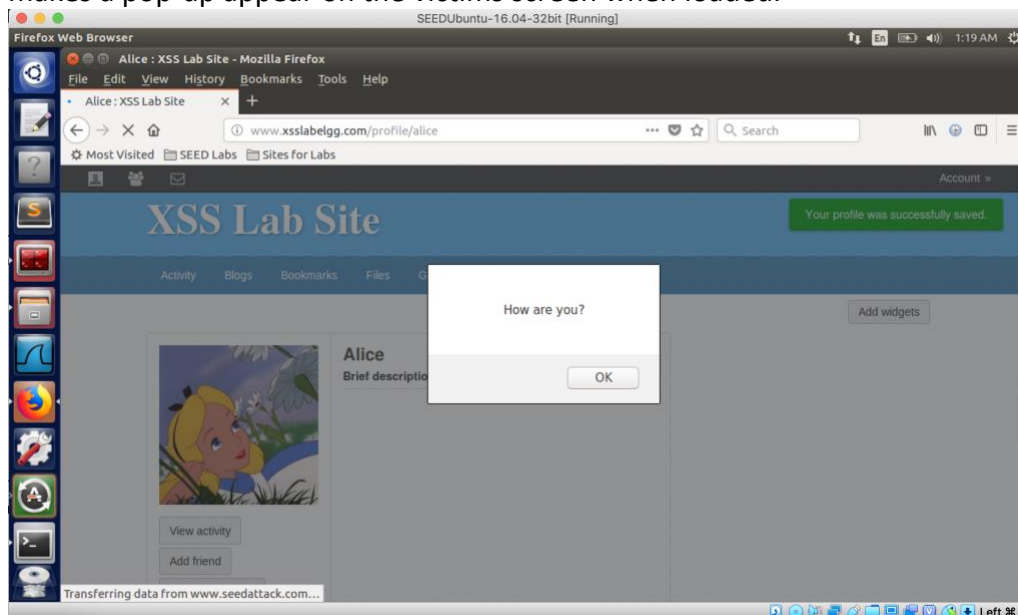 makes a pop-up appear on the victims screen when loaded.
SEEDUbuntu-16.04-32bit [Running]
Firefox Web Browser
En
1:19 AM
Alice : XSS Lab Site - Mozilla Firefox
File Edit View History Bookmarks Tools Help
Alice : XSS Lab Site
www.xsslabelgg.com/profile/alice
Search
Most Visited SEED Labs Sites for Labs
Account »
XSS Lab Site
Your profile was successfully saved.
Activity Blogs Bookmarks Files
How are you?
Add widgets
Alice
OK
View activity
Add friend
Transferring data from www.seedattack.com...
Left ⌘